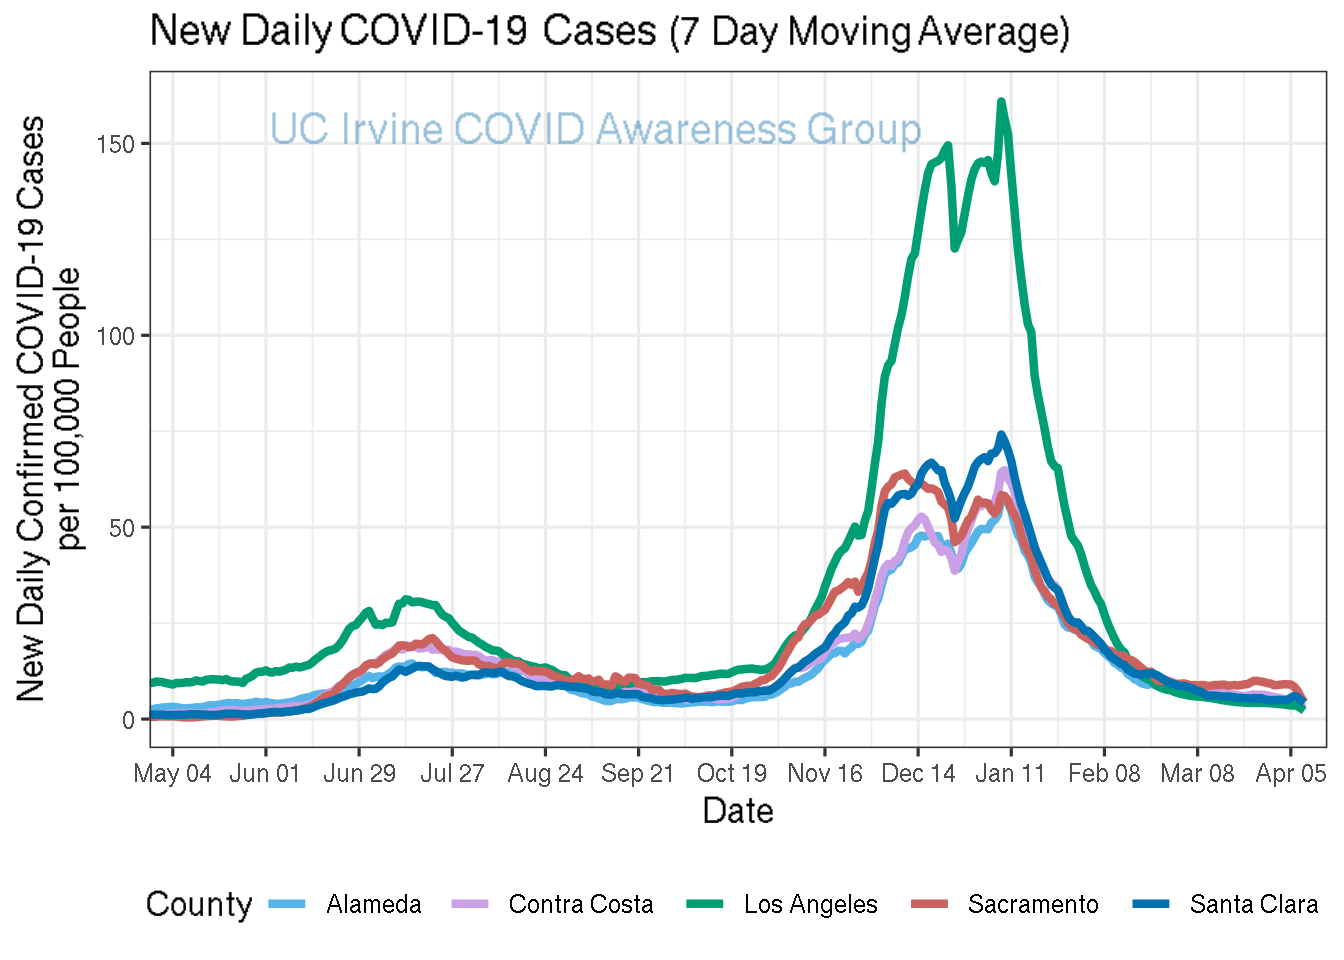 New Daily COVID-19 Cases (7 Day Moving Average)
UC Irvine COVID Awareness Group
New Daily Confirmed COVID-19 Cases
per 100,000 People
150
100
50
0
May 04 Jun 01 Jun 29 Jul 27 Aug 24 Sep 21 Oct 19 Nov 16 Dec 14 Jan 11 Feb 08 Mar 08 Apr 05
Date
County Alameda Contra Costa Los Angeles Sacramento Santa Clara